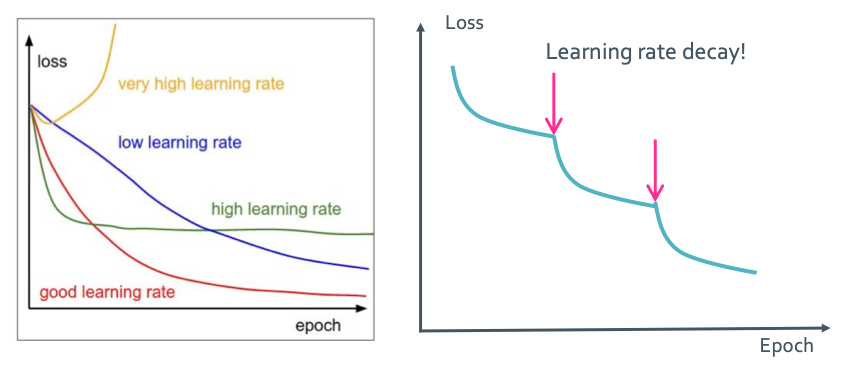 loss
very high learning rate
low learning rate
high learning rate
good learning rate
epoch
Loss
Learning rate decay!
Epoch